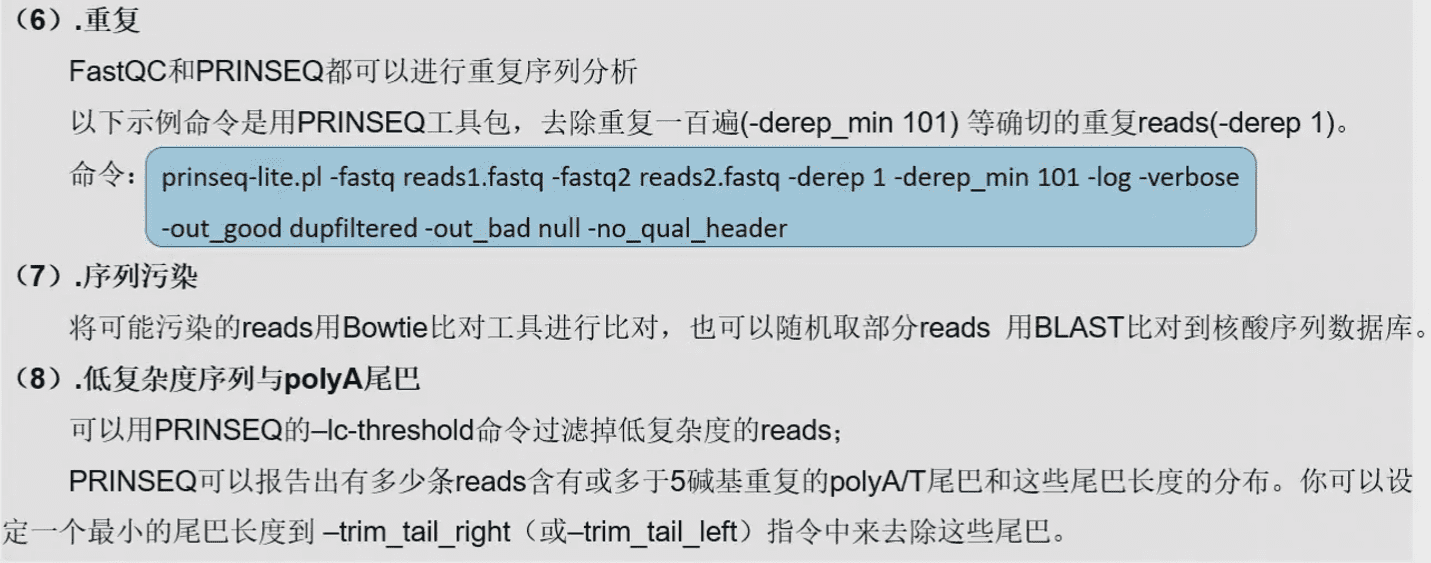 （6）.重复
FastQC和PRINSEQ都可以进行重复序列分析
以下示例命令是用PRINSEQ工具包，去除重复一百遍(-derep_min 101) 等确切的重复reads(-derep 1)。
命令： prinseq-lite.pl -fastq reads1.fastq -fastq2 reads2.fastq -derep 1 -derep_min 101 -log -verbose
-out_good dupfiltered -out_bad null -no_qual_header
（7）.序列污染
将可能污染的reads用Bowtie比对工具进行比对，也可以随机取部分reads 用BLAST比对到核酸序列数据库。
（8）.低复杂度序列与polyA尾巴
可以用PRINSEQ的–lc-threshold命令过滤掉低复杂度的reads；
PRINSEQ可以报告出有多少条reads含有或多于5碱基重复的polyA/T尾巴和这些尾巴长度的分布。你可以设
定一个最小的尾巴长度到 –trim_tail_right（或–trim_tail_left）指令中来去除这些尾巴。